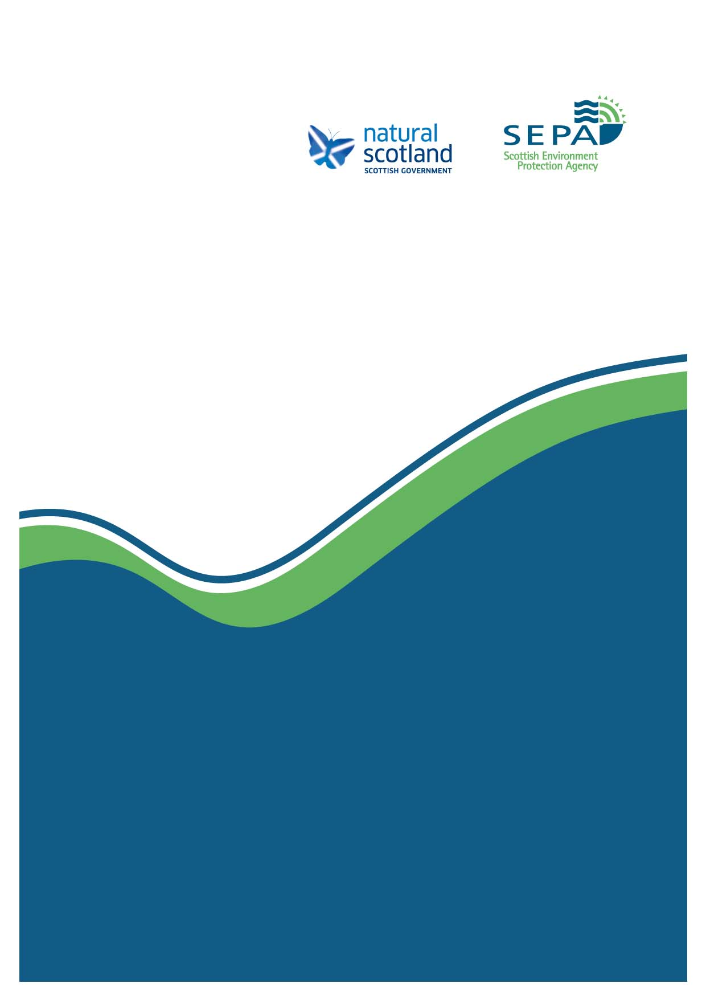 natural
scotland
SCOTTISH GOVERNMENT
SEPA
Scottish Environment
Protection Agency